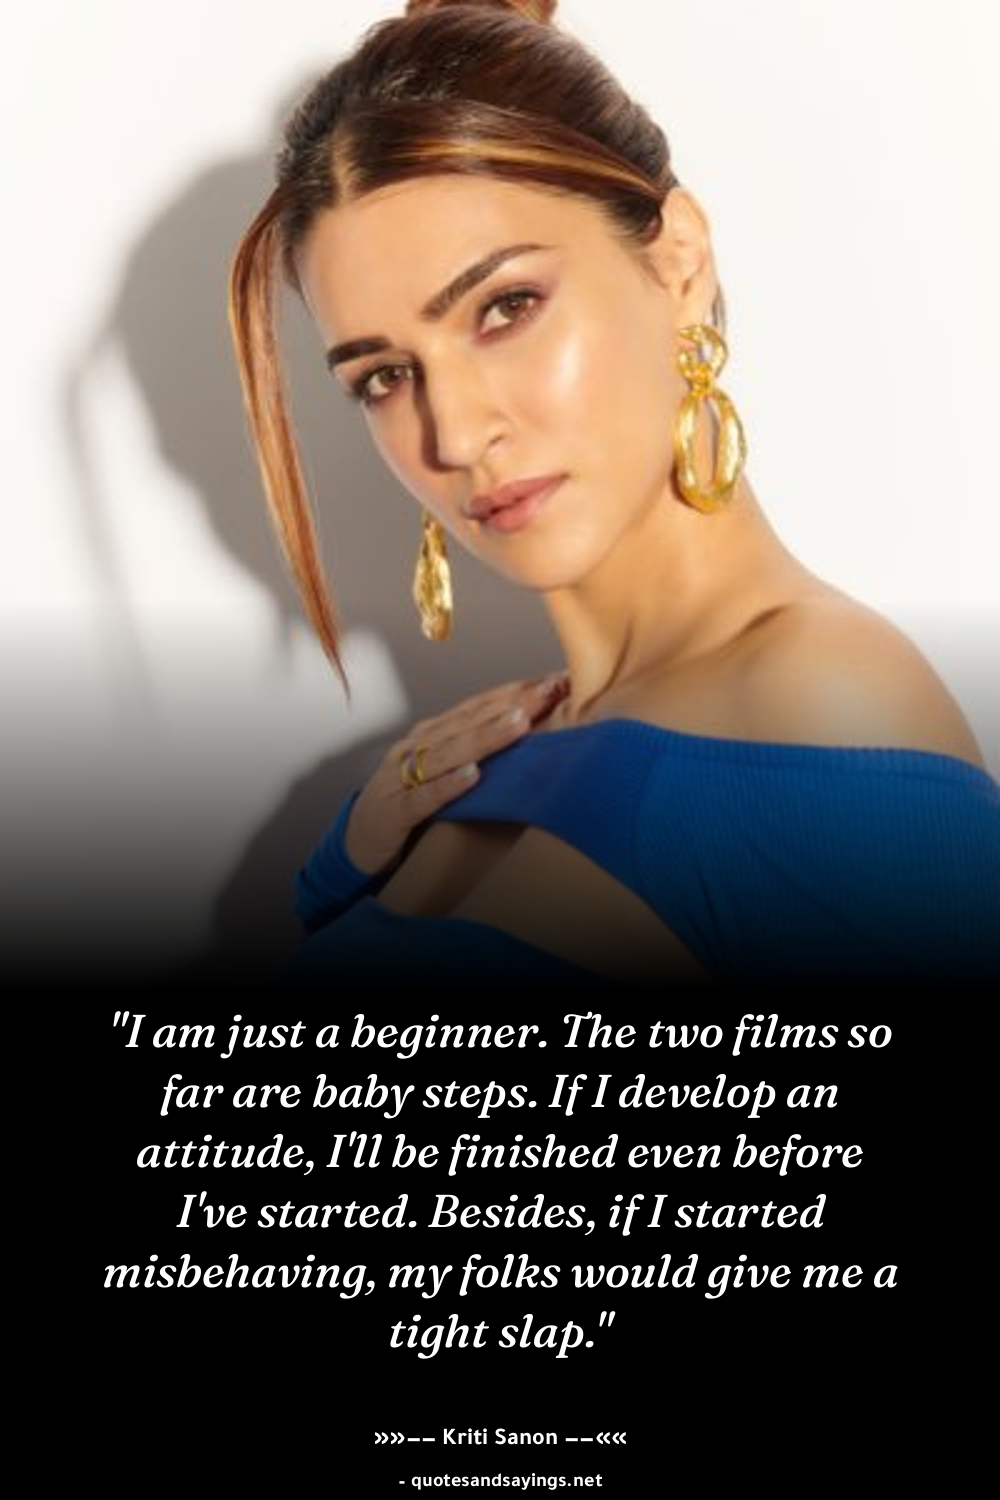 "I am just a beginner. The two films so
far are baby steps. If I develop an
attitude, I'll be finished even before
I've started. Besides, if I started
misbehaving, my folks would give me a
tight slap."
»»–– Kriti Sanon ––««
- quotesandsayings.net